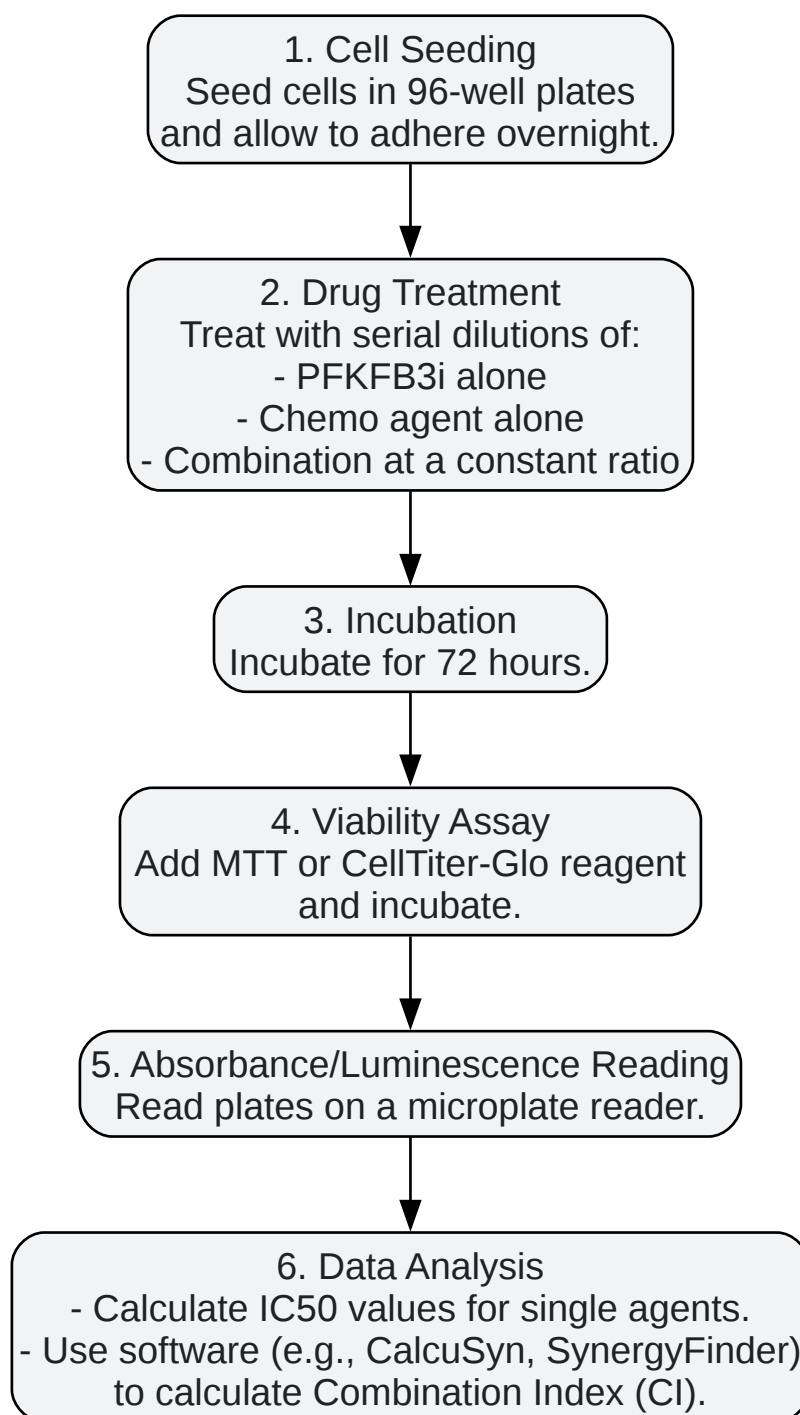 1. Cell Seeding
Seed cells in 96-well plates
and allow to adhere overnight.
2. Drug Treatment
Treat with serial dilutions of:
- PFKFB3i alone
- Chemo agent alone
- Combination at a constant ratio
3. Incubation
Incubate for 72 hours.
4. Viability Assay
Add MTT or CellTiter-Glo reagent
and incubate.
5. Absorbance/Luminescence Reading
Read plates on a microplate reader.
6. Data Analysis
- Calculate IC50 values for single agents.
- Use software (e.g., CalcuSyn, SynergyFinder)
to calculate Combination Index (CI).